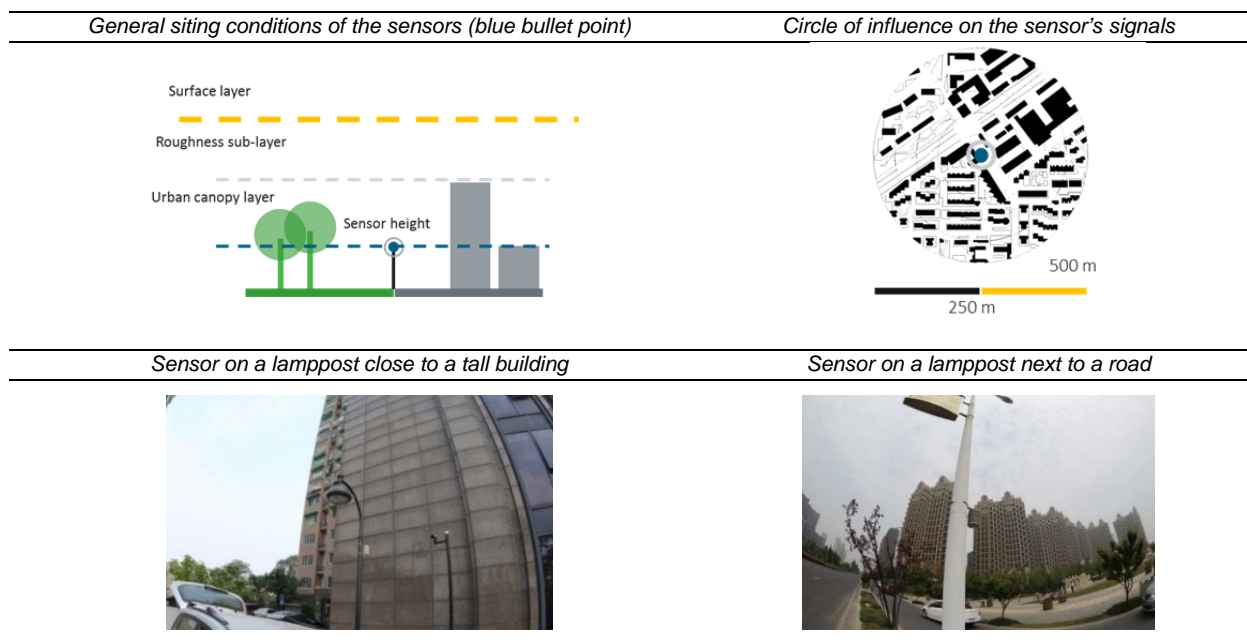 General siting conditions of the sensors (blue bullet point)
Circle of influence on the sensor's signals
Surface layer
Roughness sub-layer
Urban canopy layer
Sensor height
500 m
250 m
Sensor on a lamppost close to a tall building
Sensor on a lamppost next to a road